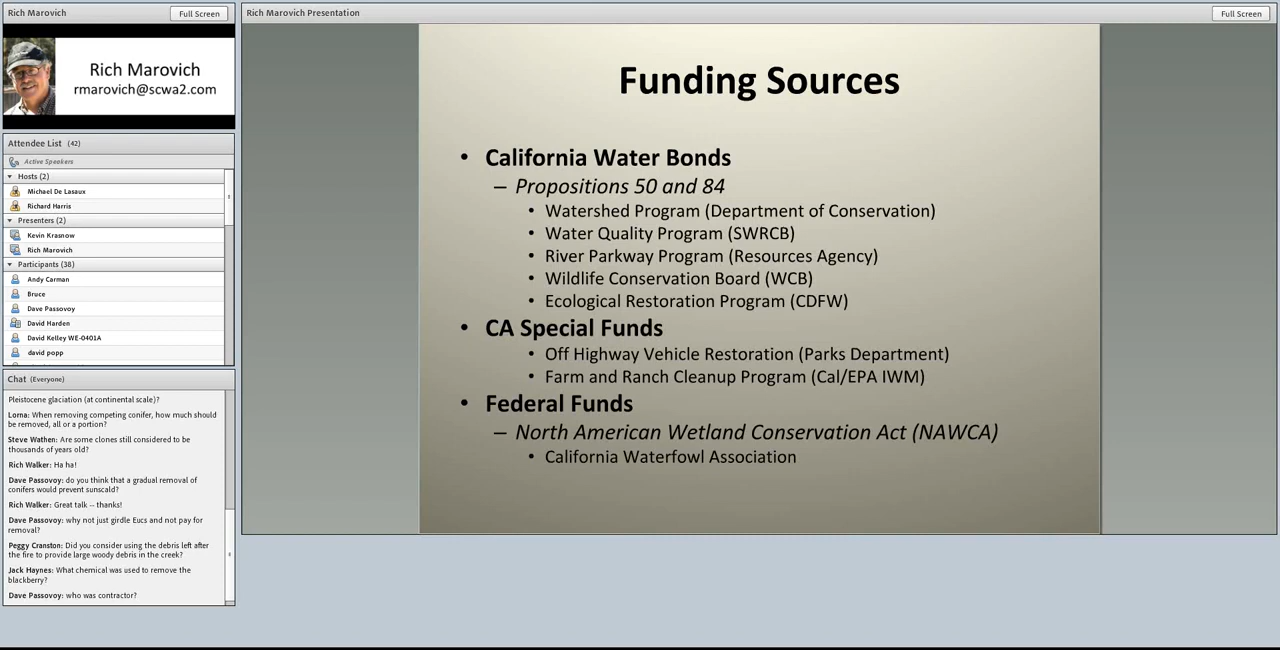 Rich Marovich
Full Screen
Rich Marovich
rmarovich@scwa2.com
Attendee List (42)
Active Speakers
Hosts (2)
Michael De Lasaux
Richard Harris
Presenters (2)
Kevin Krasnow
Rich Marovich
Participants (38)
Andy Carman
Bruce
Dave Passovoy
David Harden
David Kelley WE-0401A
david popp
Chat (Everyone)
Pleistocene glaciation (at continental scale)?
Lorna: When removing competing conifer, how much should
be removed, all or a portion?
Steve Wathen: Are some clones still considered to be
thousands of years old?
Rich Walker: Ha ha!
Dave Passovoy: do you think that a gradual removal of
conifers would prevent sunscald?
Rich Walker: Great talk -- thanks!
Dave Passovoy: why not just girdle Eucs and not pay for
removal?
Peggy Cranston: Did you consider using the debris left after
the fire to provide large woody debris in the creek?
Jack Haynes: What chemical was used to remove the
blackberry?
Dave Passovoy: who was contractor?
Rich Marovich Presentation
Full Screen
Funding Sources
• California Water Bonds
– Propositions 50 and 84
• Watershed Program (Department of Conservation)
• Water Quality Program (SWRCB)
• River Parkway Program (Resources Agency)
• Wildlife Conservation Board (WCB)
• Ecological Restoration Program (CDFW)
• CA Special Funds
• Off Highway Vehicle Restoration (Parks Department)
• Farm and Ranch Cleanup Program (Cal/EPA IWM)
• Federal Funds
– North American Wetland Conservation Act (NAWCA)
• California Waterfowl Association